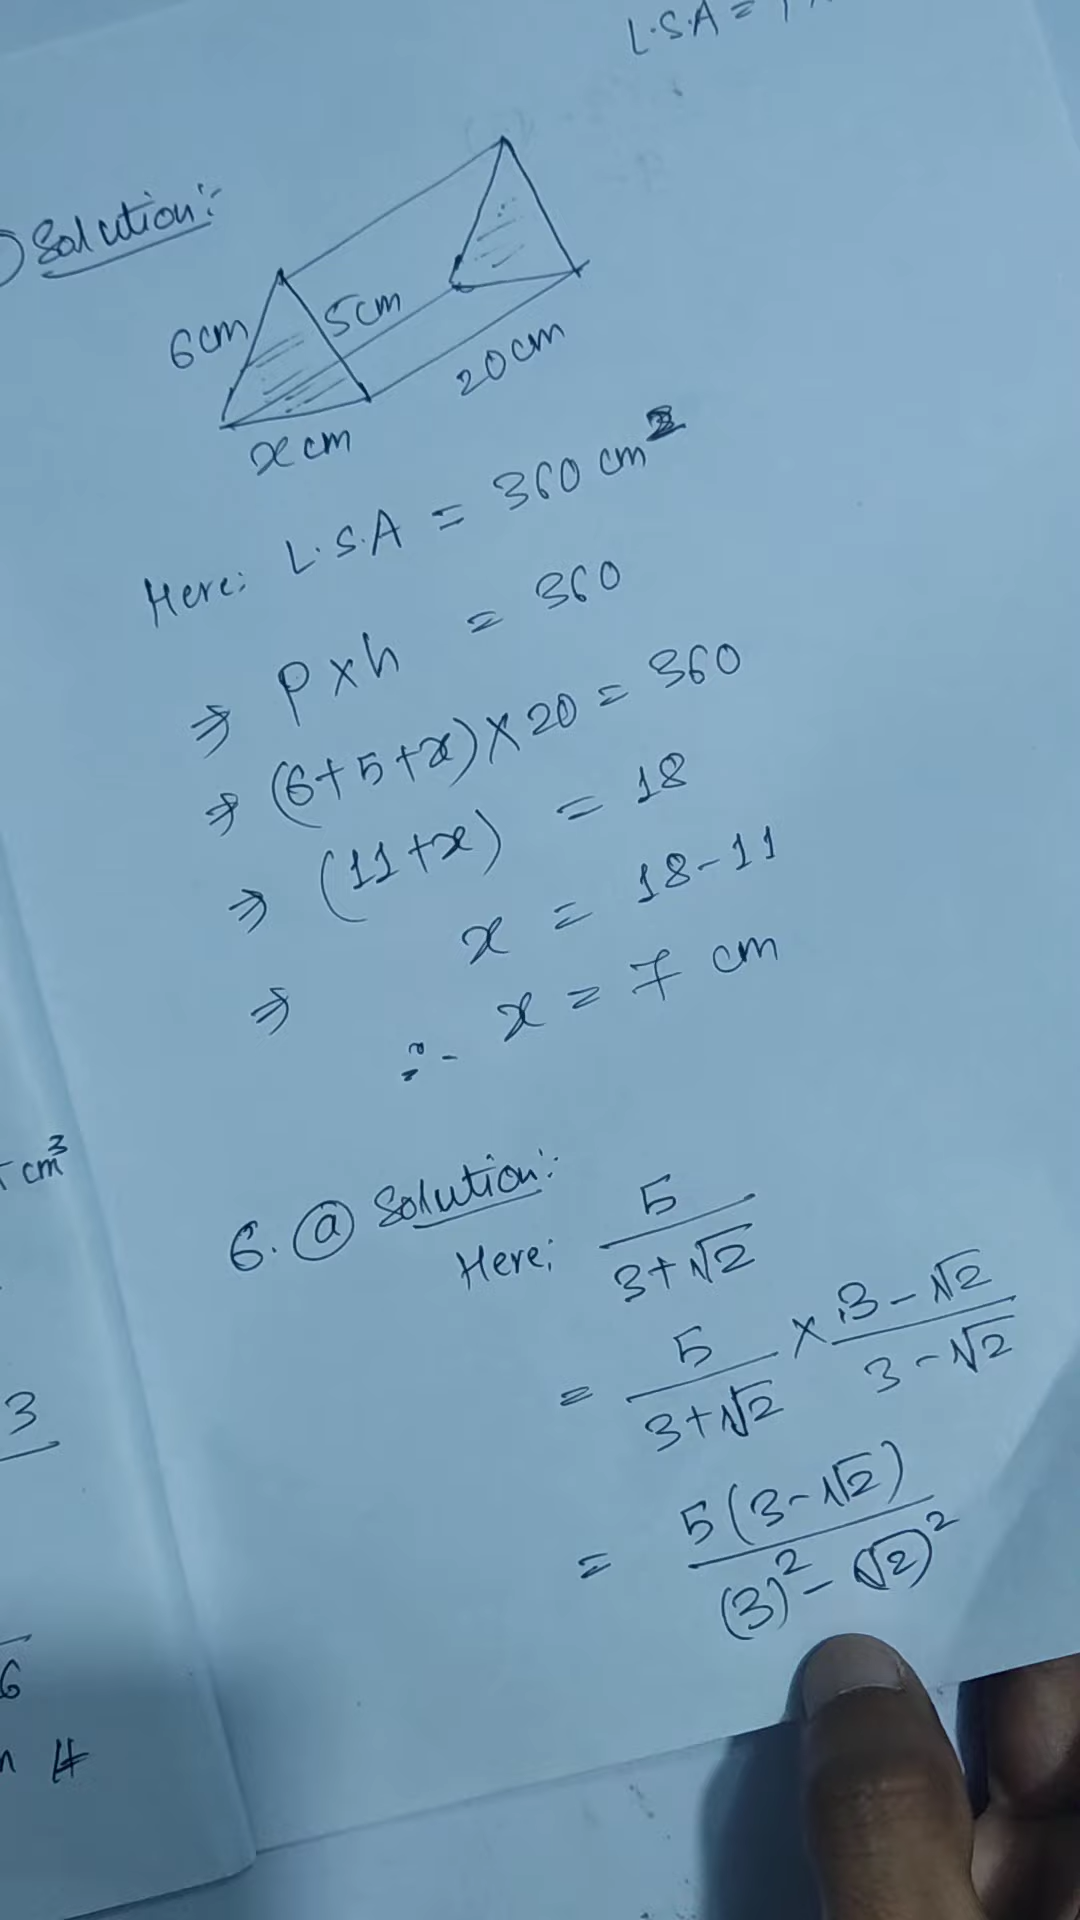 L.S.A =
Solution:
6cm
5cm
20cm
x cm
Here: L.S.A = 360 cm²
⇒ P×h = 360
⇒ (6+5+x)×20 = 360
⇒ (11+x) = 18
⇒ x = 18-11
∴ x = 7 cm
cm³
6. ⓐ Solution:
Here; 5/(3+√2)
= 5/(3+√2) × (3-√2)/(3-√2)
3
= 5(3-√2)/((3)²-(√2)²)
6